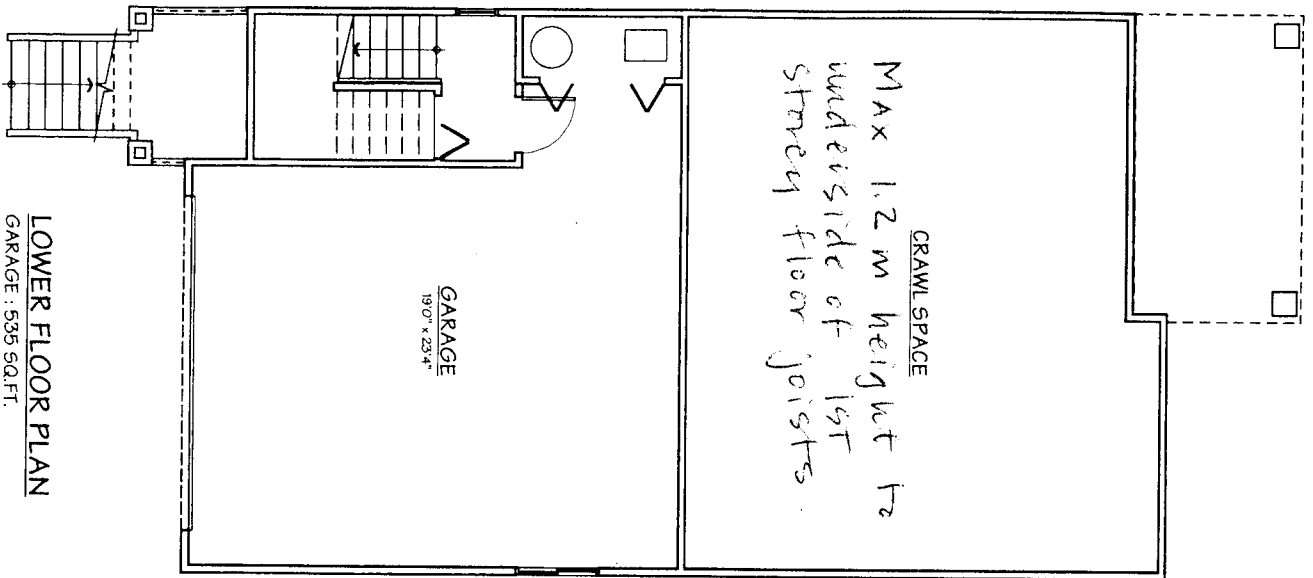 CRAWL SPACE
MAX 1.2 m height to
underside of 1ST
storey floor joists.
GARAGE
19'0" x 23'4"
LOWER FLOOR PLAN
GARAGE : 535 SQ.FT.